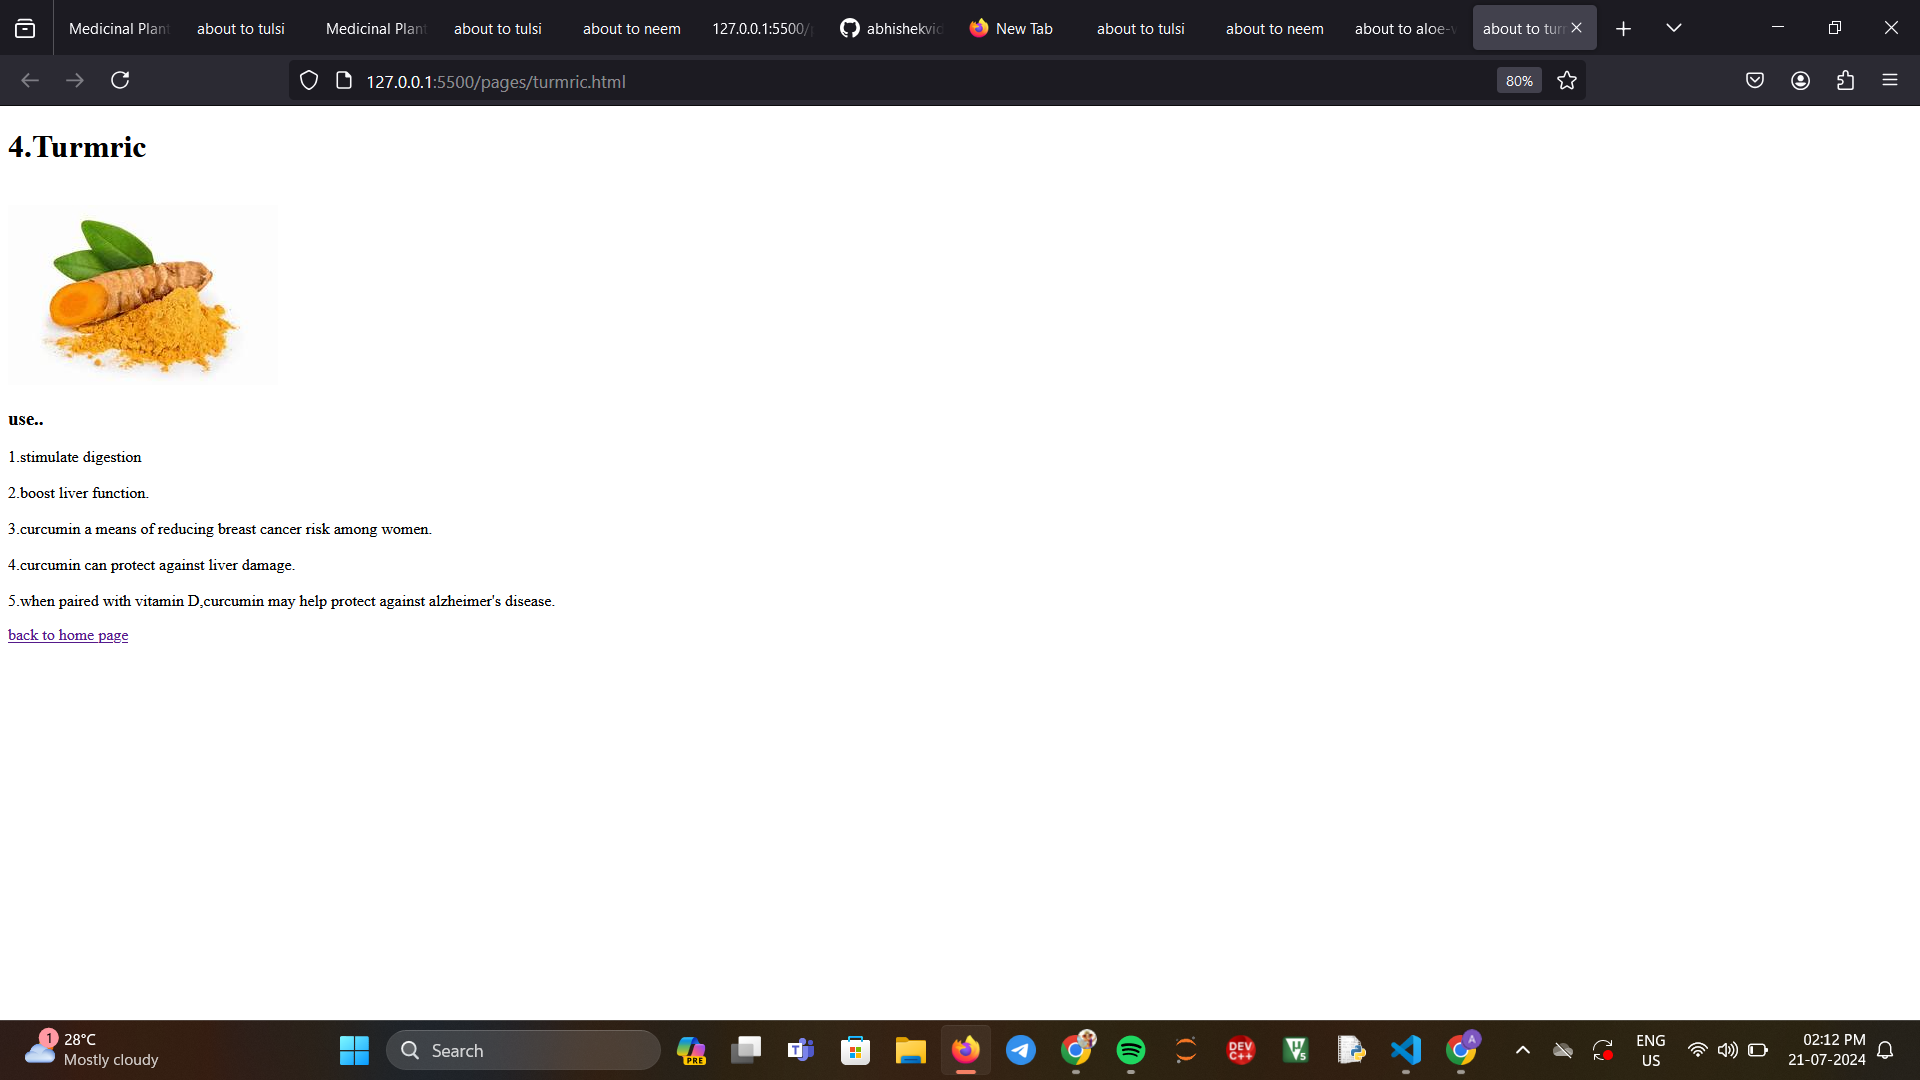 Medicinal Plant
about to tulsi
Medicinal Plant
about to tulsi
about to neem
127.0.0.1:5500/p
abhishekvid
New Tab
about to tulsi
about to neem
about to aloe-v
about to turm
127.0.0.1:5500/pages/turmric.html
80%
4.Turmric
use..
1.stimulate digestion
2.boost liver function.
3.curcumin a means of reducing breast cancer risk among women.
4.curcumin can protect against liver damage.
5.when paired with vitamin D,curcumin may help protect against alzheimer's disease.
back to home page
1
28°C
Mostly cloudy
Search
PRE
T
DEV
C++
5
A
ENG
US
02:12 PM
21-07-2024